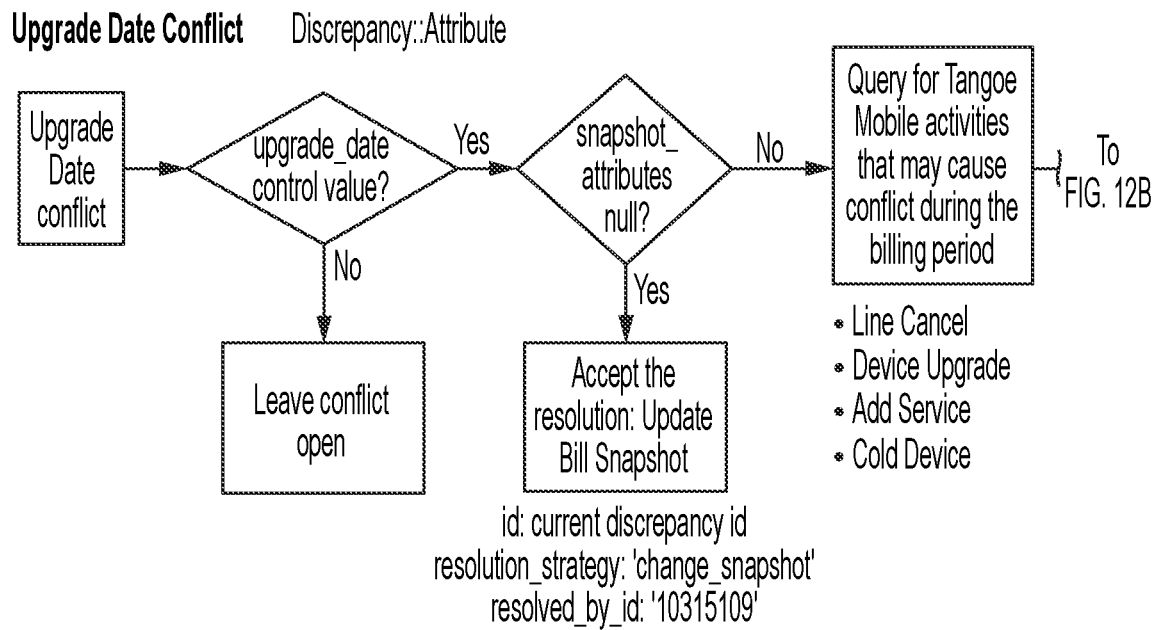 Upgrade Date Conflict Discrepancy::Attribute
Upgrade
Date
conflict
upgrade_date
control value?
Yes
No
Leave conflict
open
snapshot_
attributes
null?
No
Yes
Accept the
resolution: Update
Bill Snapshot
id: current discrepancy id
resolution_strategy: 'change_snapshot'
resolved_by_id: '10315109'
Query for Tangoe
Mobile activities
that may cause
conflict during the
billing period
• Line Cancel
• Device Upgrade
• Add Service
• Cold Device
To
FIG. 12B